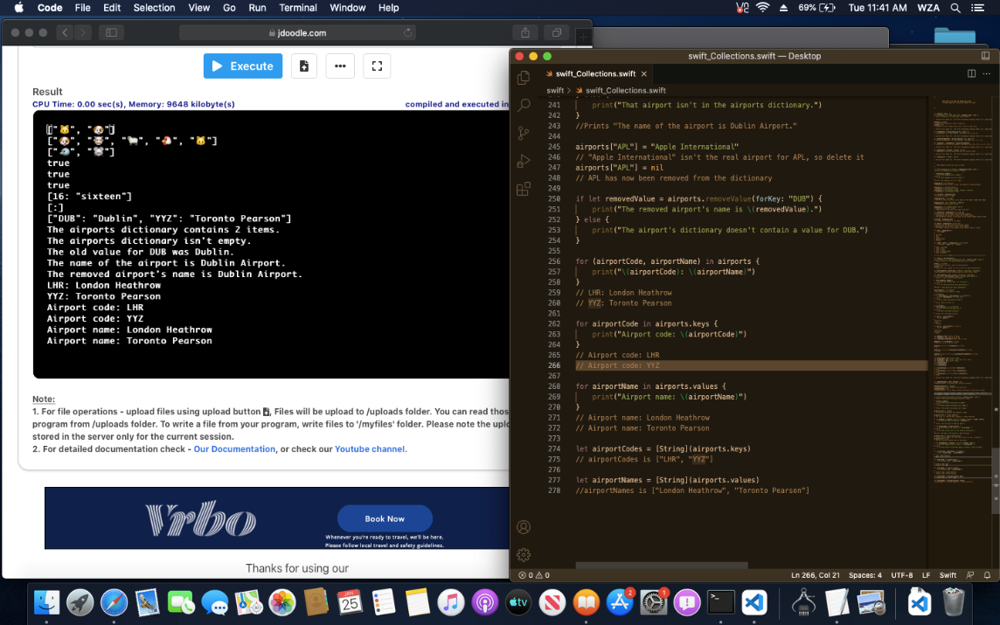 Code File Edit Selection View Go Run Terminal Window Help
69% Tue 11:41 AM WZA
jdoodle.com
Execute
Result
CPU Time: 0.00 sec(s), Memory: 9648 kilobyte(s)
compiled and executed in
["🐱", "🐶"]
true
true
true
[16: "sixteen"]
[:]
["DUB": "Dublin", "YYZ": "Toronto Pearson"]
The airports dictionary contains 2 items.
The airports dictionary isn't empty.
The old value for DUB was Dublin.
The name of the airport is Dublin Airport.
The removed airport's name is Dublin Airport.
LHR: London Heathrow
YYZ: Toronto Pearson
Airport code: LHR
Airport code: YYZ
Airport name: London Heathrow
Airport name: Toronto Pearson
Note:
1. For file operations - upload files using upload button , Files will be upload to /uploads folder. You can read thos
program from /uploads folder. To write a file from your program, write files to '/myfiles' folder. Please note the uplo
stored in the server only for the current session.
2. For detailed documentation check - Our Documentation, or check our Youtube channel.
Vrbo
Book Now
Whenever you're ready to travel, we'll be here.
Please follow local travel and safety guidelines.
Thanks for using our
swift_Collections.swift — Desktop
swift_Collections.swift
swift > swift_Collections.swift
241 print("That airport isn't in the airports dictionary.")
242 }
243 //Prints "The name of the airport is Dublin Airport."
244
245 airports["APL"] = "Apple International"
246 // "Apple International" isn't the real airport for APL, so delete it
247 airports["APL"] = nil
248 // APL has now been removed from the dictionary
249
250 if let removedValue = airports.removeValue(forKey: "DUB") {
251 print("The removed airport's name is \(removedValue).")
252 } else {
253 print("The airport's dictionary doesn't contain a value for DUB.")
254 }
255
256 for (airportCode, airportName) in airports {
257 print("\(airportCode): \(airportName)")
258 }
259 // LHR: London Heathrow
260 // YYZ: Toronto Pearson
261
262 for airportCode in airports.keys {
263 print("Airport code: \(airportCode)")
264 }
265 // Airport code: LHR
266 // Airport code: YYZ
267
268 for airportName in airports.values {
269 print("Airport name: \(airportName)")
270 }
271 // Airport name: London Heathrow
272 // Airport name: Toronto Pearson
273
274 let airportCodes = [String](airports.keys)
275 // airportCodes is ["LHR", "YYZ"]
276
277 let airportNames = [String](airports.values)
278 //airportNames is ["London Heathrow", "Toronto Pearson"]
0 0
Ln 266, Col 21 Spaces: 4 UTF-8 LF Swift
JAN
25
tv
2
1